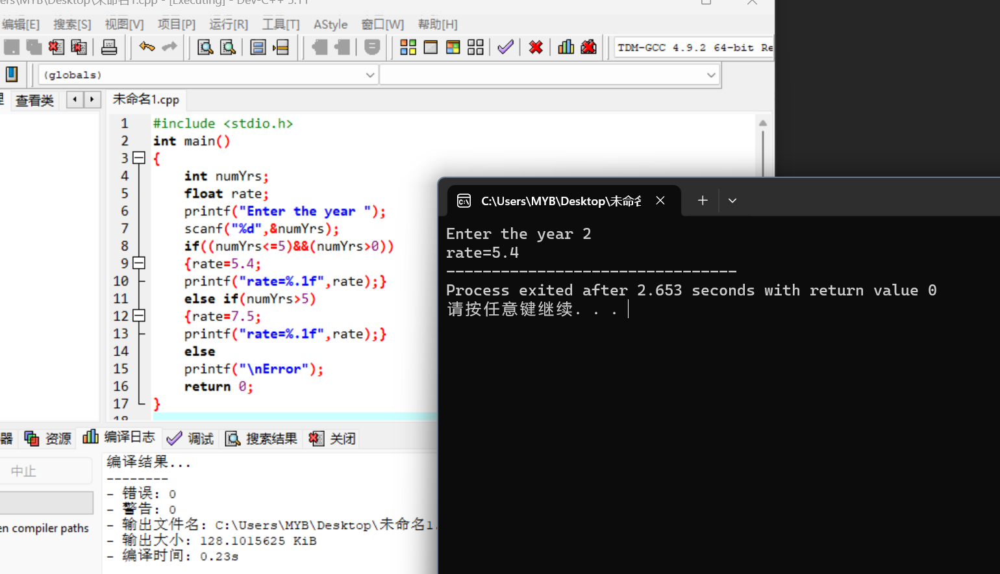 ers\MYB\Desktop\未命名1.cpp - [Executing] - Dev-C++ 5.11
编辑[E] 搜索[S] 视图[V] 项目[P] 运行[R] 工具[T] AStyle 窗口[W] 帮助[H]
TDM-GCC 4.9.2 64-bit Re
(globals)
查看类 未命名1.cpp
1 #include <stdio.h>
2 int main()
3 {
4 int numYrs;
5 float rate;
6 printf("Enter the year ");
7 scanf("%d",&numYrs);
8 if((numYrs<=5)&&(numYrs>0))
9 {rate=5.4;
10 printf("rate=%.1f",rate);}
11 else if(numYrs>5)
12 {rate=7.5;
13 printf("rate=%.1f",rate);}
14 else
15 printf("\nError");
16 return 0;
17 }
18
C:\Users\MYB\Desktop\未命名
Enter the year 2
rate=5.4
--------------------------------
Process exited after 2.653 seconds with return value 0
请按任意键继续. . .
器 资源 编译日志 调试 搜索结果 关闭
中止
en compiler paths
编译结果...
--------
- 错误: 0
- 警告: 0
- 输出文件名: C:\Users\MYB\Desktop\未命名1.
- 输出大小: 128.1015625 KiB
- 编译时间: 0.23s